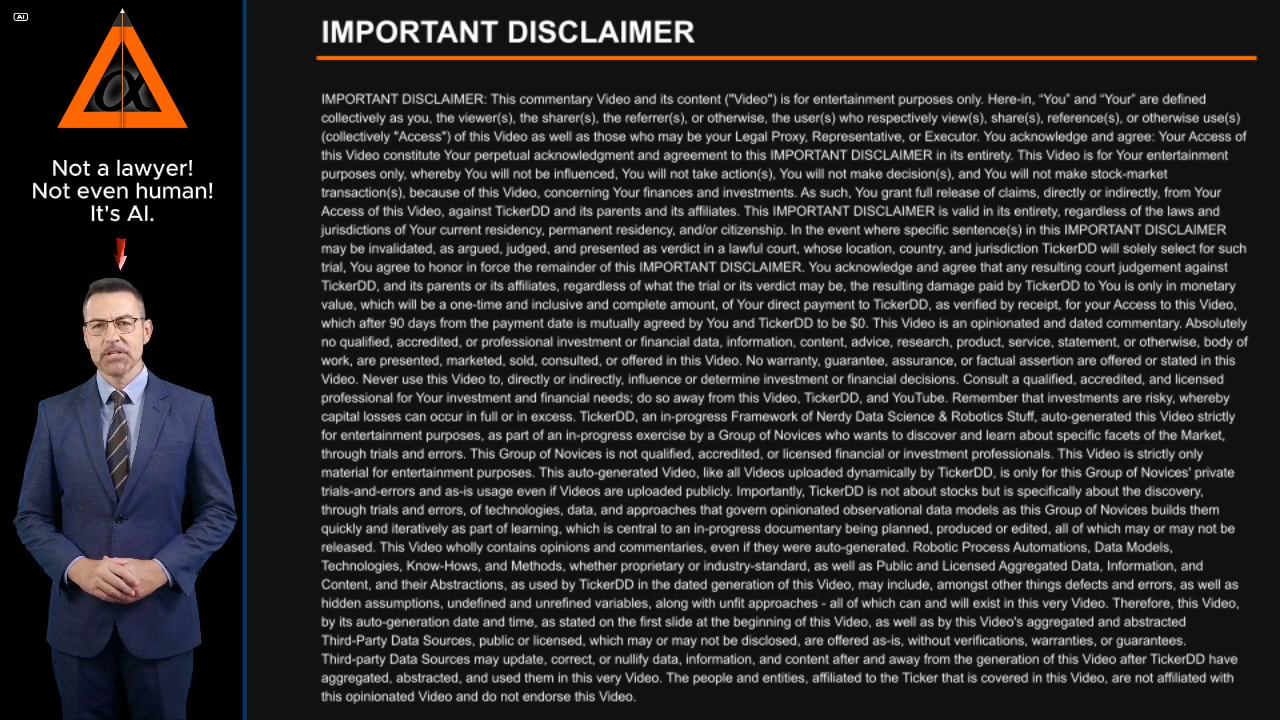 AI
α
Not a lawyer!
Not even human!
It's AI.
IMPORTANT DISCLAIMER
IMPORTANT DISCLAIMER: This commentary Video and its content ("Video") is for entertainment purposes only. Here-in, “You” and “Your” are defined
collectively as you, the viewer(s), the sharer(s), the referrer(s), or otherwise, the user(s) who respectively view(s), share(s), reference(s), or otherwise use(s)
(collectively "Access") of this Video as well as those who may be your Legal Proxy, Representative, or Executor. You acknowledge and agree: Your Access of
this Video constitute Your perpetual acknowledgment and agreement to this IMPORTANT DISCLAIMER in its entirety. This Video is for Your entertainment
purposes only, whereby You will not be influenced, You will not take action(s), You will not make decision(s), and You will not make stock-market
transaction(s), because of this Video, concerning Your finances and investments. As such, You grant full release of claims, directly or indirectly, from Your
Access of this Video, against TickerDD and its parents and its affiliates. This IMPORTANT DISCLAIMER is valid in its entirety, regardless of the laws and
jurisdictions of Your current residency, permanent residency, and/or citizenship. In the event where specific sentence(s) in this IMPORTANT DISCLAIMER
may be invalidated, as argued, judged, and presented as verdict in a lawful court, whose location, country, and jurisdiction TickerDD will solely select for such
trial, You agree to honor in force the remainder of this IMPORTANT DISCLAIMER. You acknowledge and agree that any resulting court judgement against
TickerDD, and its parents or its affiliates, regardless of what the trial or its verdict may be, the resulting damage paid by TickerDD to You is only in monetary
value, which will be a one-time and inclusive and complete amount, of Your direct payment to TickerDD, as verified by receipt, for your Access to this Video,
which after 90 days from the payment date is mutually agreed by You and TickerDD to be $0. This Video is an opinionated and dated commentary. Absolutely
no qualified, accredited, or professional investment or financial data, information, content, advice, research, product, service, statement, or otherwise, body of
work, are presented, marketed, sold, consulted, or offered in this Video. No warranty, guarantee, assurance, or factual assertion are offered or stated in this
Video. Never use this Video to, directly or indirectly, influence or determine investment or financial decisions. Consult a qualified, accredited, and licensed
professional for Your investment and financial needs; do so away from this Video, TickerDD, and YouTube. Remember that investments are risky, whereby
capital losses can occur in full or in excess. TickerDD, an in-progress Framework of Nerdy Data Science & Robotics Stuff, auto-generated this Video strictly
for entertainment purposes, as part of an in-progress exercise by a Group of Novices who wants to discover and learn about specific facets of the Market,
through trials and errors. This Group of Novices is not qualified, accredited, or licensed financial or investment professionals. This Video is strictly only
material for entertainment purposes. This auto-generated Video, like all Videos uploaded dynamically by TickerDD, is only for this Group of Novices' private
trials-and-errors and as-is usage even if Videos are uploaded publicly. Importantly, TickerDD is not about stocks but is specifically about the discovery,
through trials and errors, of technologies, data, and approaches that govern opinionated observational data models as this Group of Novices builds them
quickly and iteratively as part of learning, which is central to an in-progress documentary being planned, produced or edited, all of which may or may not be
released. This Video wholly contains opinions and commentaries, even if they were auto-generated. Robotic Process Automations, Data Models,
Technologies, Know-Hows, and Methods, whether proprietary or industry-standard, as well as Public and Licensed Aggregated Data, Information, and
Content, and their Abstractions, as used by TickerDD in the dated generation of this Video, may include, amongst other things defects and errors, as well as
hidden assumptions, undefined and unrefined variables, along with unfit approaches - all of which can and will exist in this very Video. Therefore, this Video,
by its auto-generation date and time, as stated on the first slide at the beginning of this Video, as well as by this Video's aggregated and abstracted
Third-Party Data Sources, public or licensed, which may or may not be disclosed, are offered as-is, without verifications, warranties, or guarantees.
Third-party Data Sources may update, correct, or nullify data, information, and content after and away from the generation of this Video after TickerDD have
aggregated, abstracted, and used them in this very Video. The people and entities, affiliated to the Ticker that is covered in this Video, are not affiliated with
this opinionated Video and do not endorse this Video.